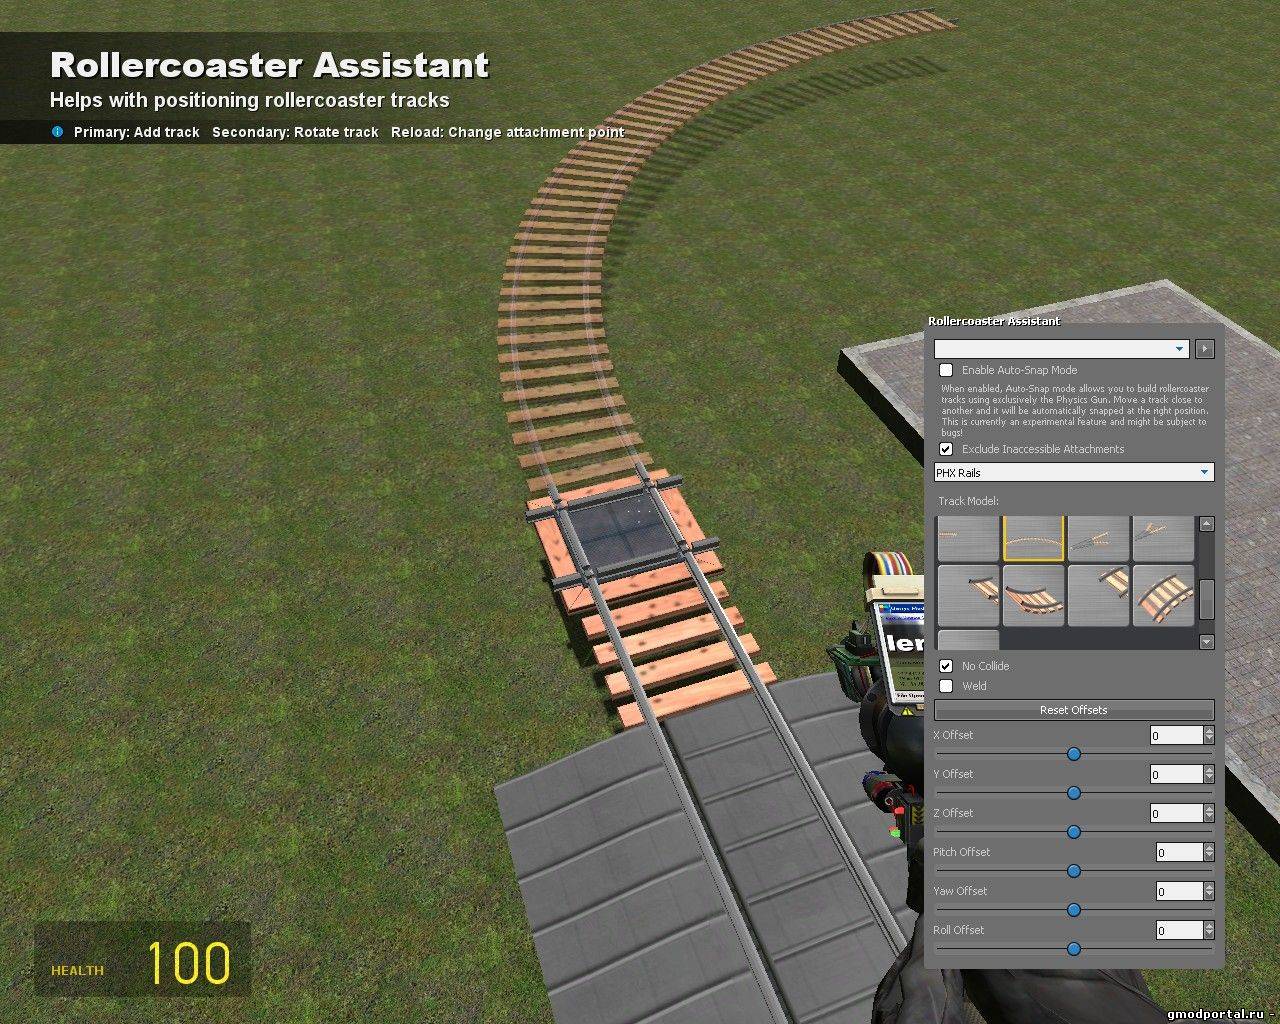 Rollercoaster Assistant
Helps with positioning rollercoaster tracks
Primary: Add track Secondary: Rotate track Reload: Change attachment point
Rollercoaster Assistant
Enable Auto-Snap Mode
When enabled, Auto-Snap mode allows you to build rollercoaster
tracks using exclusively the Physics Gun. Move a track close to
another and it will be automatically snapped at the right position.
This is currently an experimental feature and might be subject to
bugs!
Exclude Inaccessible Attachments
PHX Rails
Track Model:
ler
No Collide
Weld
Reset Offsets
X Offset
0
Y Offset
0
Z Offset
0
Pitch Offset
0
Yaw Offset
0
Roll Offset
0
HEALTH 100
gmodportal.ru -